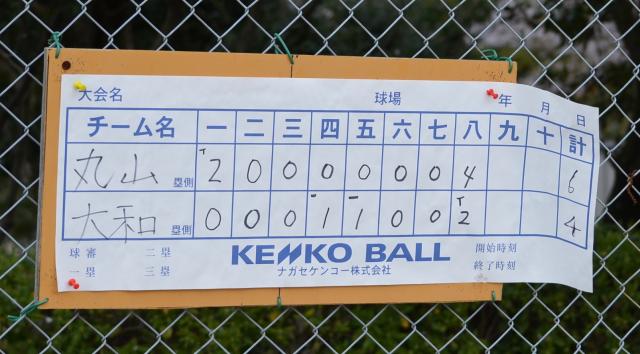 大会名 球場 年 月 日
チーム名 一 二 三 四 五 六 七 八 九 十 計
丸山 塁側 T2 0 0 0 0 0 0 4 6
大和 塁側 0 0 0 -1 -1 0 0 T2 4
球審 二塁 KENKO BALL 開始時刻
一塁 三塁 ナガセケンコー株式会社 終了時刻